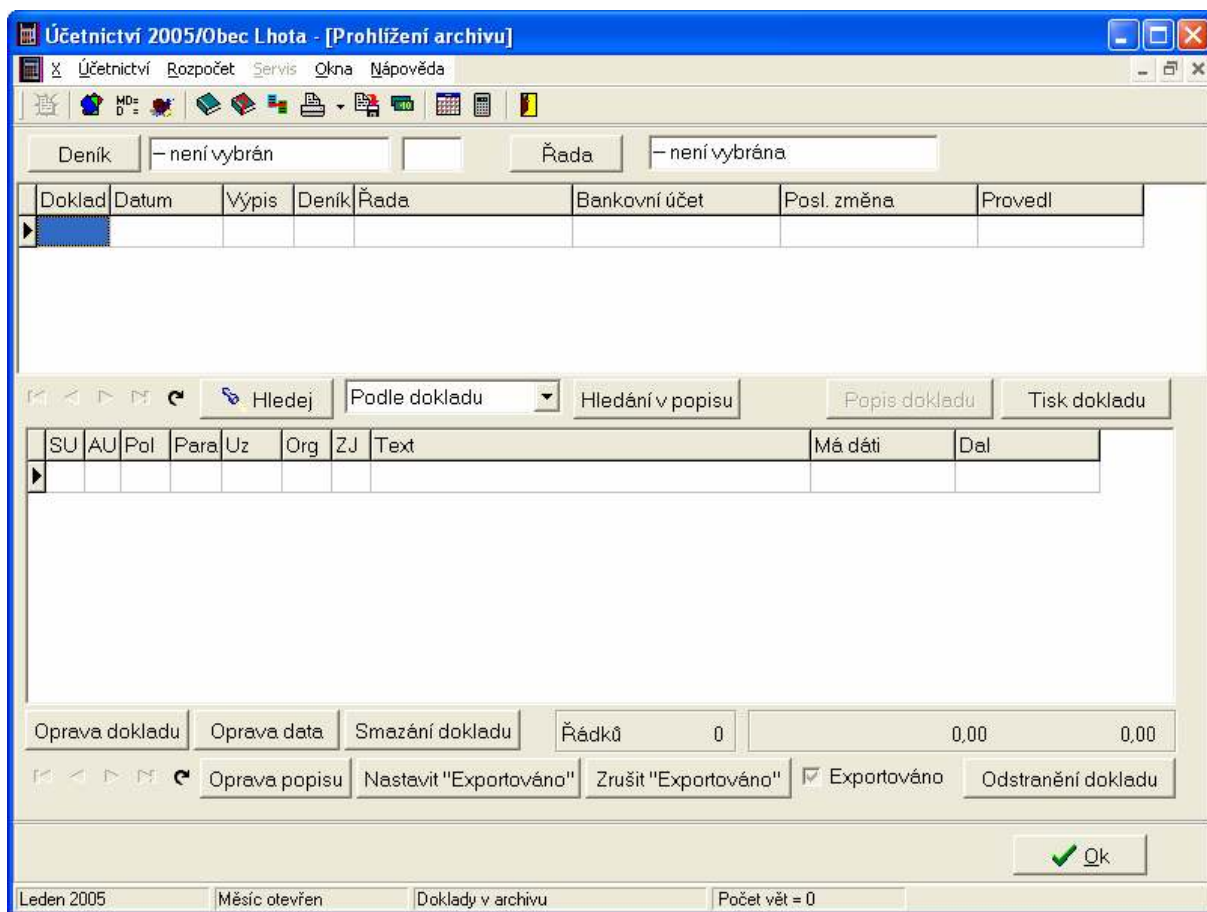 Účetnictví 2005/Obec Lhota - [Prohlížení archivu]
X Účetnictví Rozpočet Servis Okna Nápověda
MD= D =
Deník – není vybrán Řada – není vybrána
Doklad Datum Výpis Deník Řada Bankovní účet Posl. změna Provedl
Hledej Podle dokladu Hledání v popisu Popis dokladu Tisk dokladu
SU AU Pol Para Uz Org ZJ Text Má dáti Dal
Oprava dokladu Oprava data Smazání dokladu Řádků 0 0,00 0,00
Oprava popisu Nastavit "Exportováno" Zrušit "Exportováno" Exportováno Odstranění dokladu
Ok
Leden 2005 Měsíc otevřen Doklady v archivu Počet vět = 0